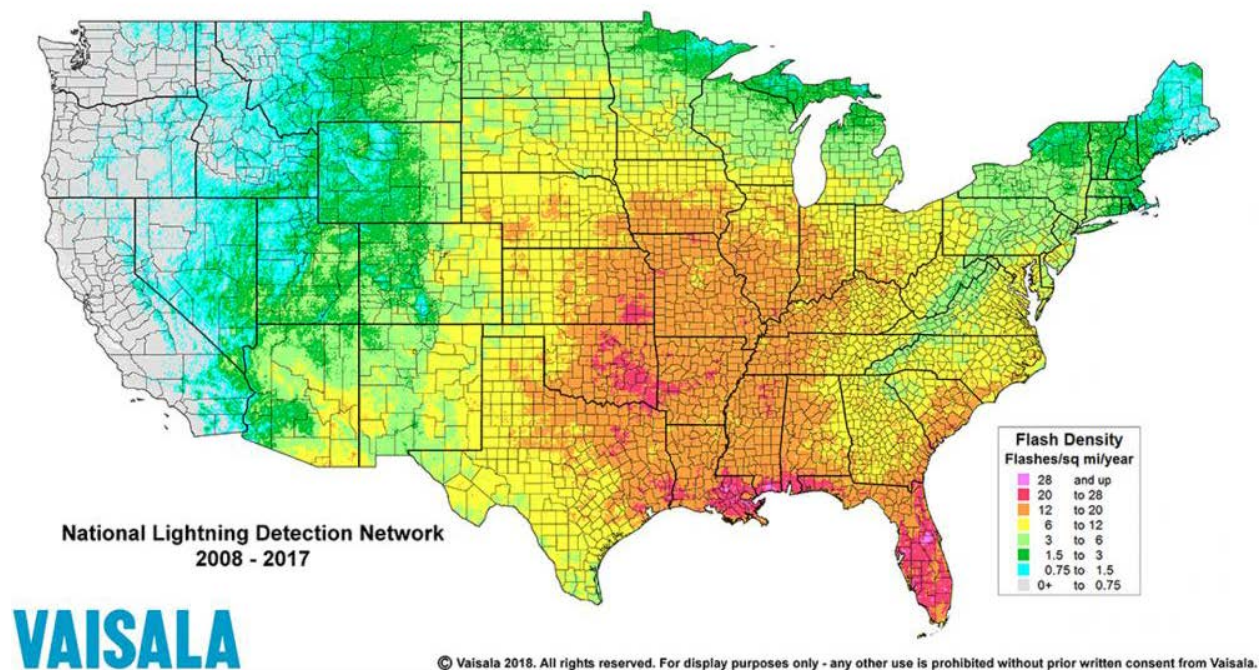 Flash Density
Flashes/sq mi/year
28 and up
20 to 28
12 to 20
6 to 12
3 to 6
1.5 to 3
0.75 to 1.5
0+ to 0.75
National Lightning Detection Network
2008 - 2017
VAISALA
© Vaisala 2018. All rights reserved. For display purposes only - any other use is prohibited without prior written consent from Vaisala.